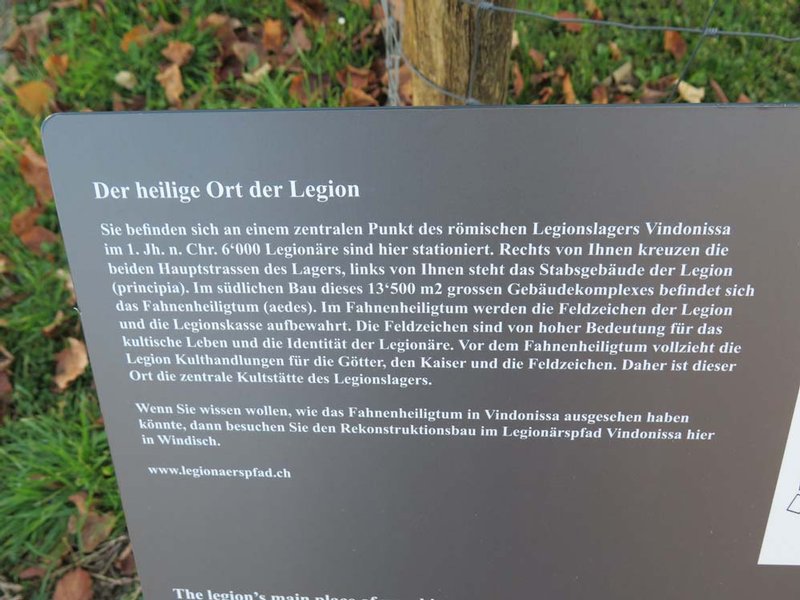 Der heilige Ort der Legion
Sie befinden sich an einem zentralen Punkt des römischen Legionslagers Vindonissa
im 1. Jh. n. Chr. 6‘000 Legionäre sind hier stationiert. Rechts von Ihnen kreuzen die
beiden Hauptstrassen des Lagers, links von Ihnen steht das Stabsgebäude der Legion
(principia). Im südlichen Bau dieses 13‘500 m2 grossen Gebäudekomplexes befindet sich
das Fahnenheiligtum (aedes). Im Fahnenheiligtum werden die Feldzeichen der Legion
und die Legionskasse aufbewahrt. Die Feldzeichen sind von hoher Bedeutung für das
kultische Leben und die Identität der Legionäre. Vor dem Fahnenheiligtum vollzieht die
Legion Kulthandlungen für die Götter, den Kaiser und die Feldzeichen. Daher ist dieser
Ort die zentrale Kultstätte des Legionslagers.
Wenn Sie wissen wollen, wie das Fahnenheiligtum in Vindonissa ausgesehen haben
könnte, dann besuchen Sie den Rekonstruktionsbau im Legionärspfad Vindonissa hier
in Windisch.
www.legionaerspfad.ch
The legion’s main place of